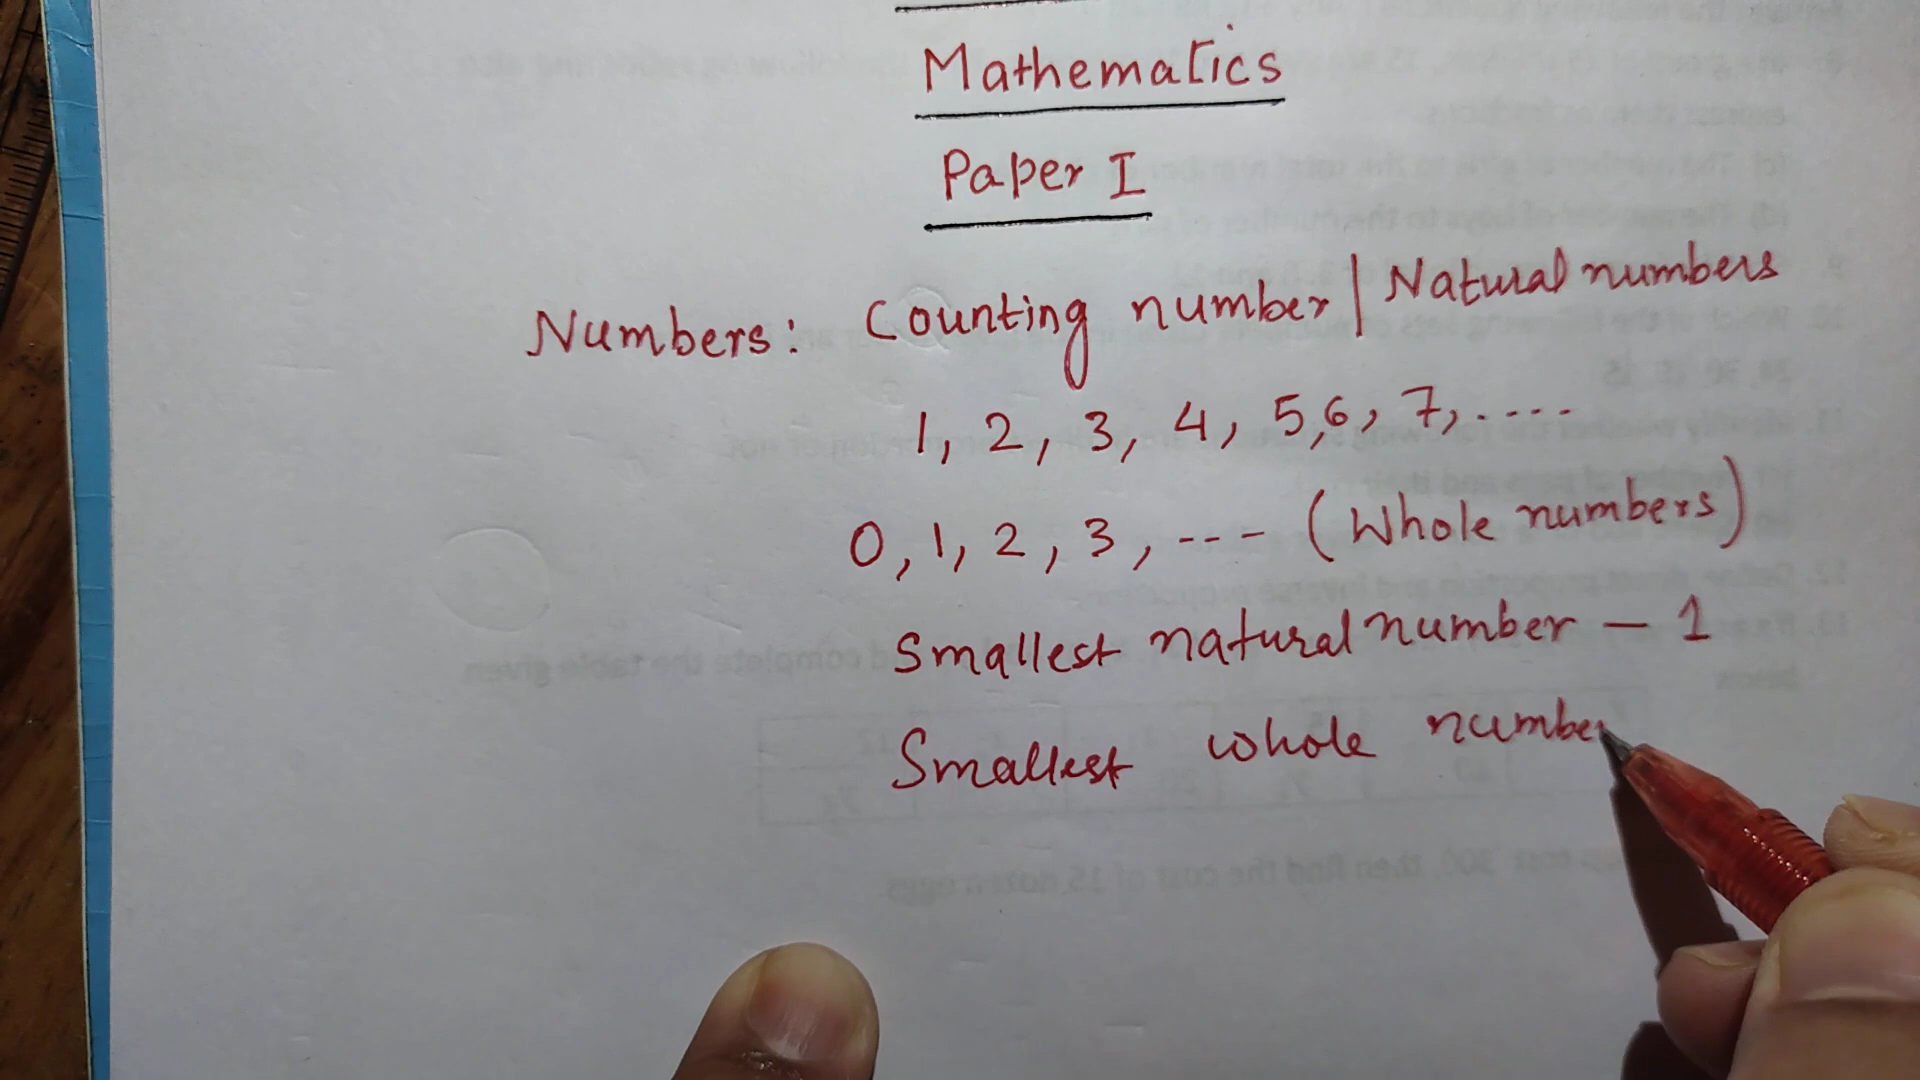 Mathematics
Paper I
Numbers: Counting number | Natural numbers
1, 2, 3, 4, 5, 6, 7, ....
0, 1, 2, 3, --- (Whole numbers)
Smallest natural number - 1
Smallest whole number